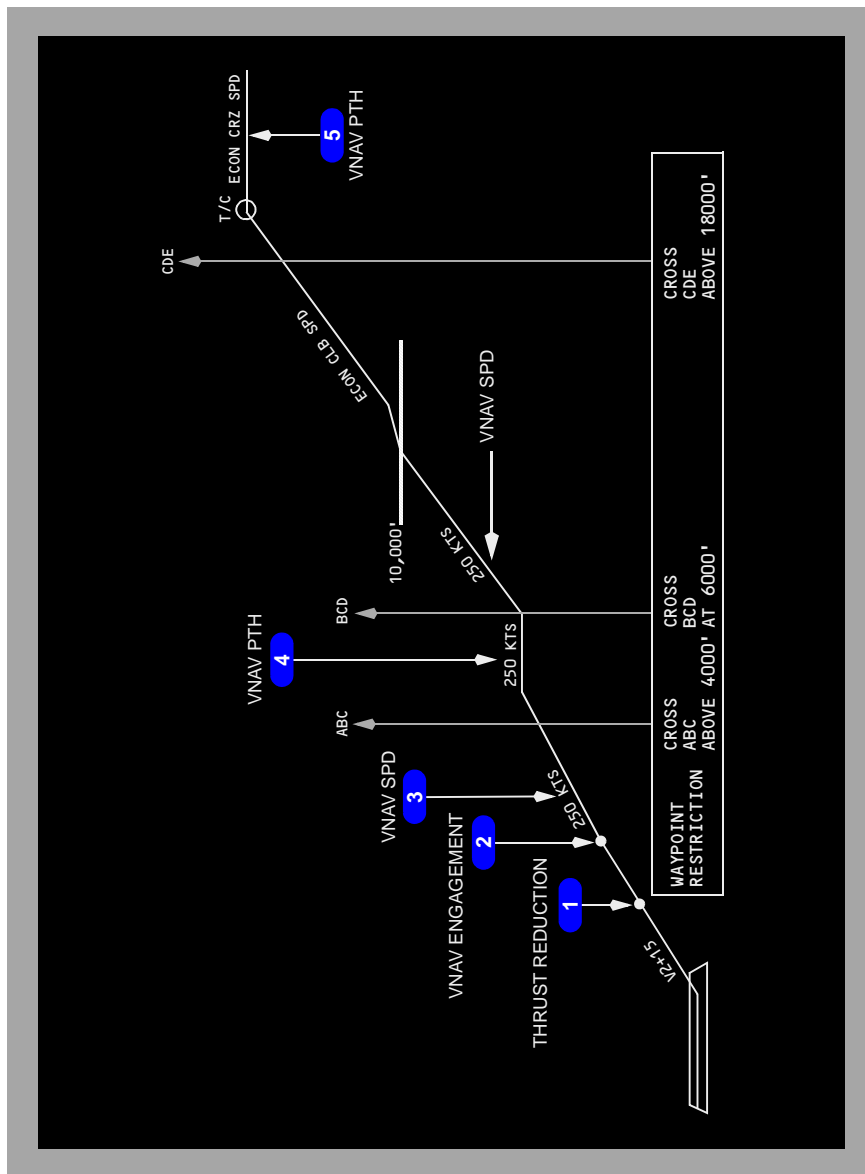 CDE
T/C
ECON CRZ SPD
5
VNAV PTH
ECON CLB SPD
10,000'
VNAV SPD
250 KTS
VNAV PTH
4
BCD
250 KTS
ABC
VNAV SPD
3
250 KTS
VNAV ENGAGEMENT
2
THRUST REDUCTION
1
V2+15
WAYPOINT
RESTRICTION
CROSS
ABC
ABOVE 4000'
CROSS
BCD
AT 6000'
CROSS
CDE
ABOVE 18000'